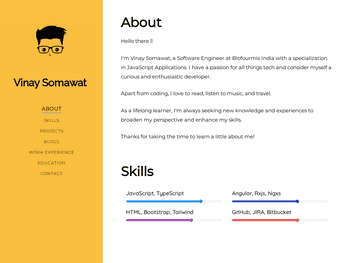 Vinay Somawat
ABOUT
SKILLS
PROJECTS
BLOGS
WORK EXPERIENCE
EDUCATION
CONTACT
About
Hello there
I'm Vinay Somawat, a Software Engineer at Biofourmis India with a specialization
in JavaScript Applications. I have a passion for all things tech and consider myself a
curious and enthusiastic developer.
Apart from coding, I love to read, listen to music, and travel.
As a lifelong learner, I'm always seeking new knowledge and experiences to
broaden my perspective and enhance my skills.
Thanks for taking the time to learn a little about me!
Skills
JavaScript, TypeScript
Angular, Rxjs, Ngxs
HTML, Bootstrap, Tailwind
GitHub, JIRA, Bitbucket